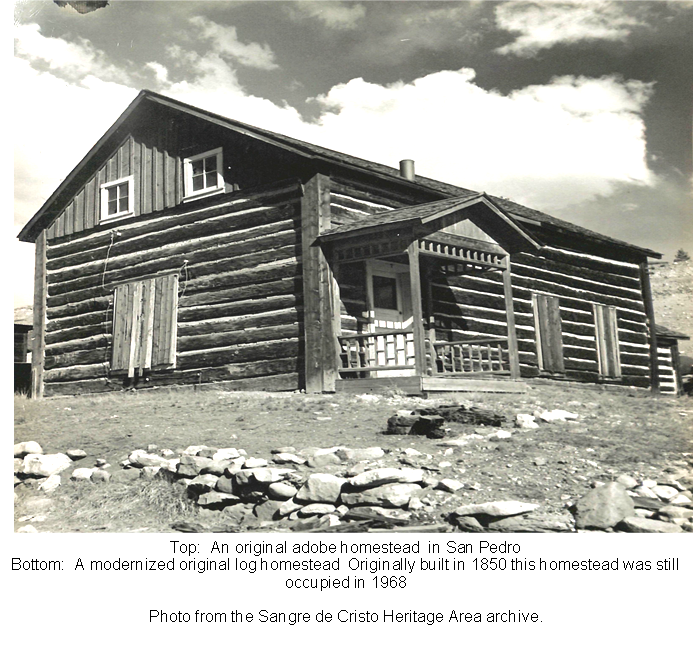 Top: An original adobe homestead in San Pedro
Bottom: A modernized original log homestead Originally built in 1850 this homestead was still
occupied in 1968
Photo from the Sangre de Cristo Heritage Area archive.